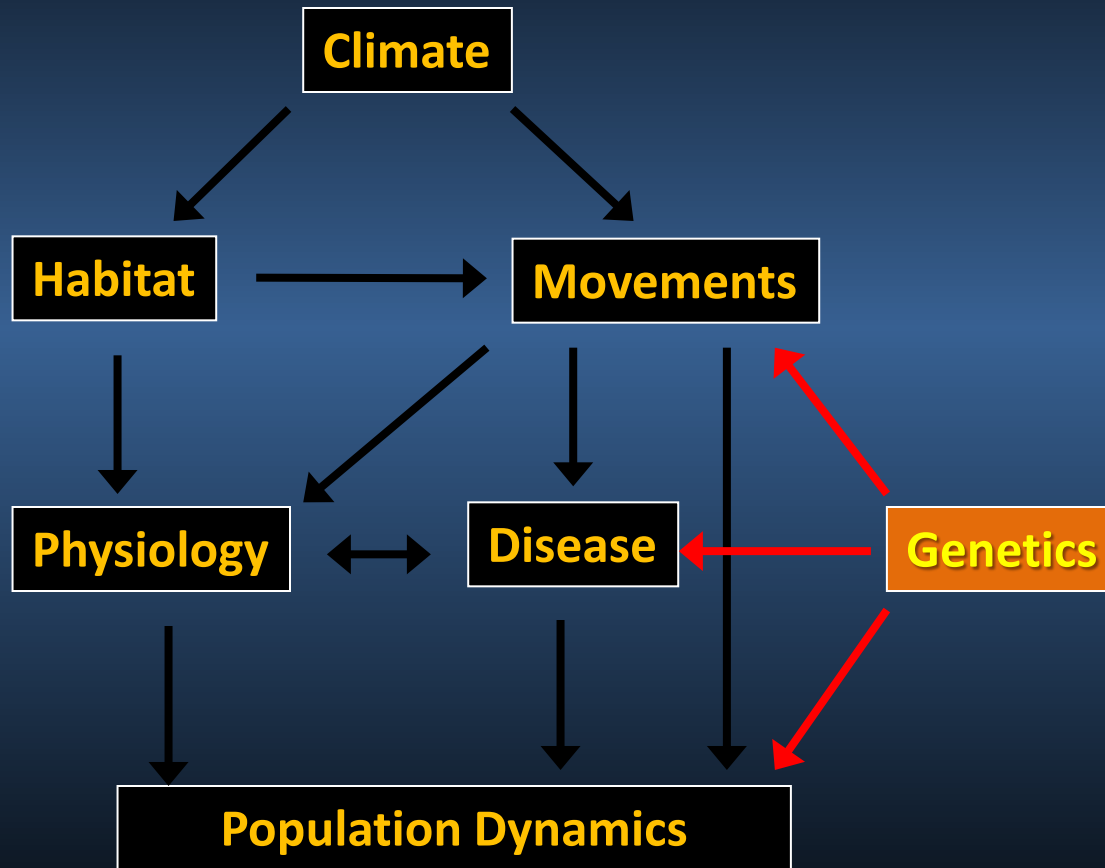 Climate
Habitat
Movements
Physiology
Disease
Genetics
Population Dynamics